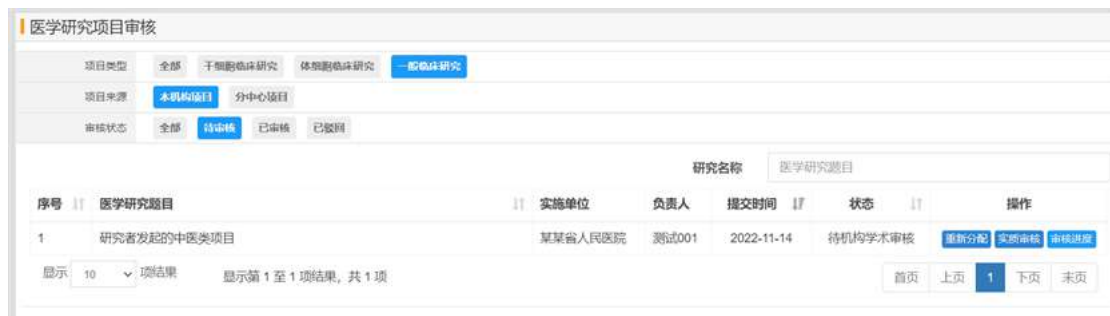 医学研究项目审核
项目类型 全部 干细胞临床研究 体细胞临床研究 一般临床研究
项目来源 本机构项目 分中心项目
审核状态 全部 待审核 已审核 已驳回
研究名称 医学研究题目
序号 医学研究题目 实施单位 负责人 提交时间 状态 操作
1 研究者发起的中医类项目 某某省人民医院 测试001 2022-11-14 待机构学术审核 重新分配 实质审核 审核进度
显示 10 项结果 显示第 1 至 1 项结果，共 1 项 首页 上页 1 下页 末页